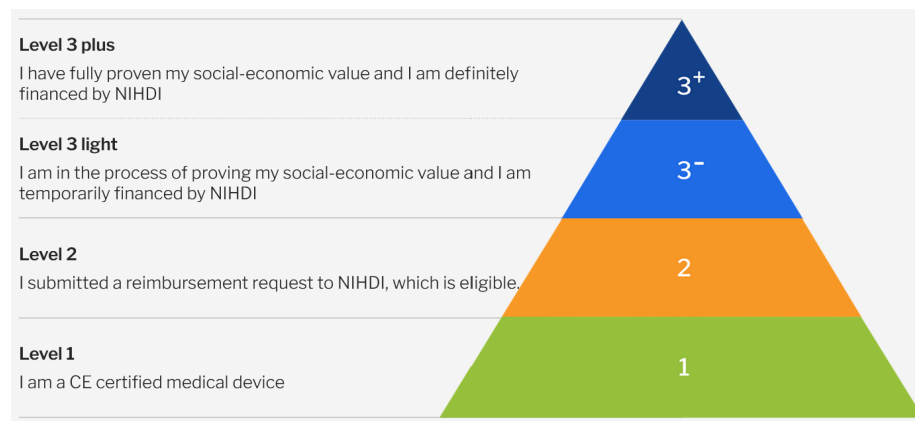 Level 3 plus
I have fully proven my social-economic value and I am definitely
financed by NIHDI
3+
Level 3 light
I am in the process of proving my social-economic value and I am
temporarily financed by NIHDI
3-
Level 2
I submitted a reimbursement request to NIHDI, which is eligible.
2
Level 1
I am a CE certified medical device
1